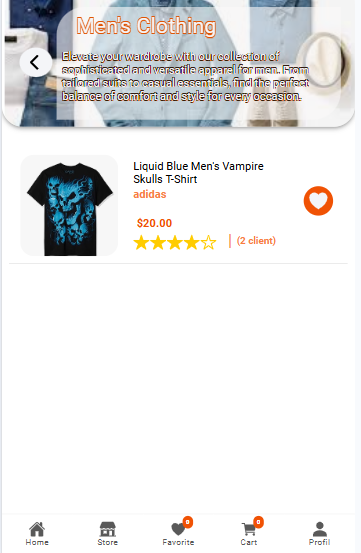 Men's Clothing
Elevate your wardrobe with our collection of
sophisticated and versatile apparel for men. From
tailored suits to casual essentials, find the perfect
balance of comfort and style for every occasion.
Liquid Blue Men's Vampire
Skulls T-Shirt
adidas
$20.00
(2 client)
0
0
Home
Store
Favorite
Cart
Profil